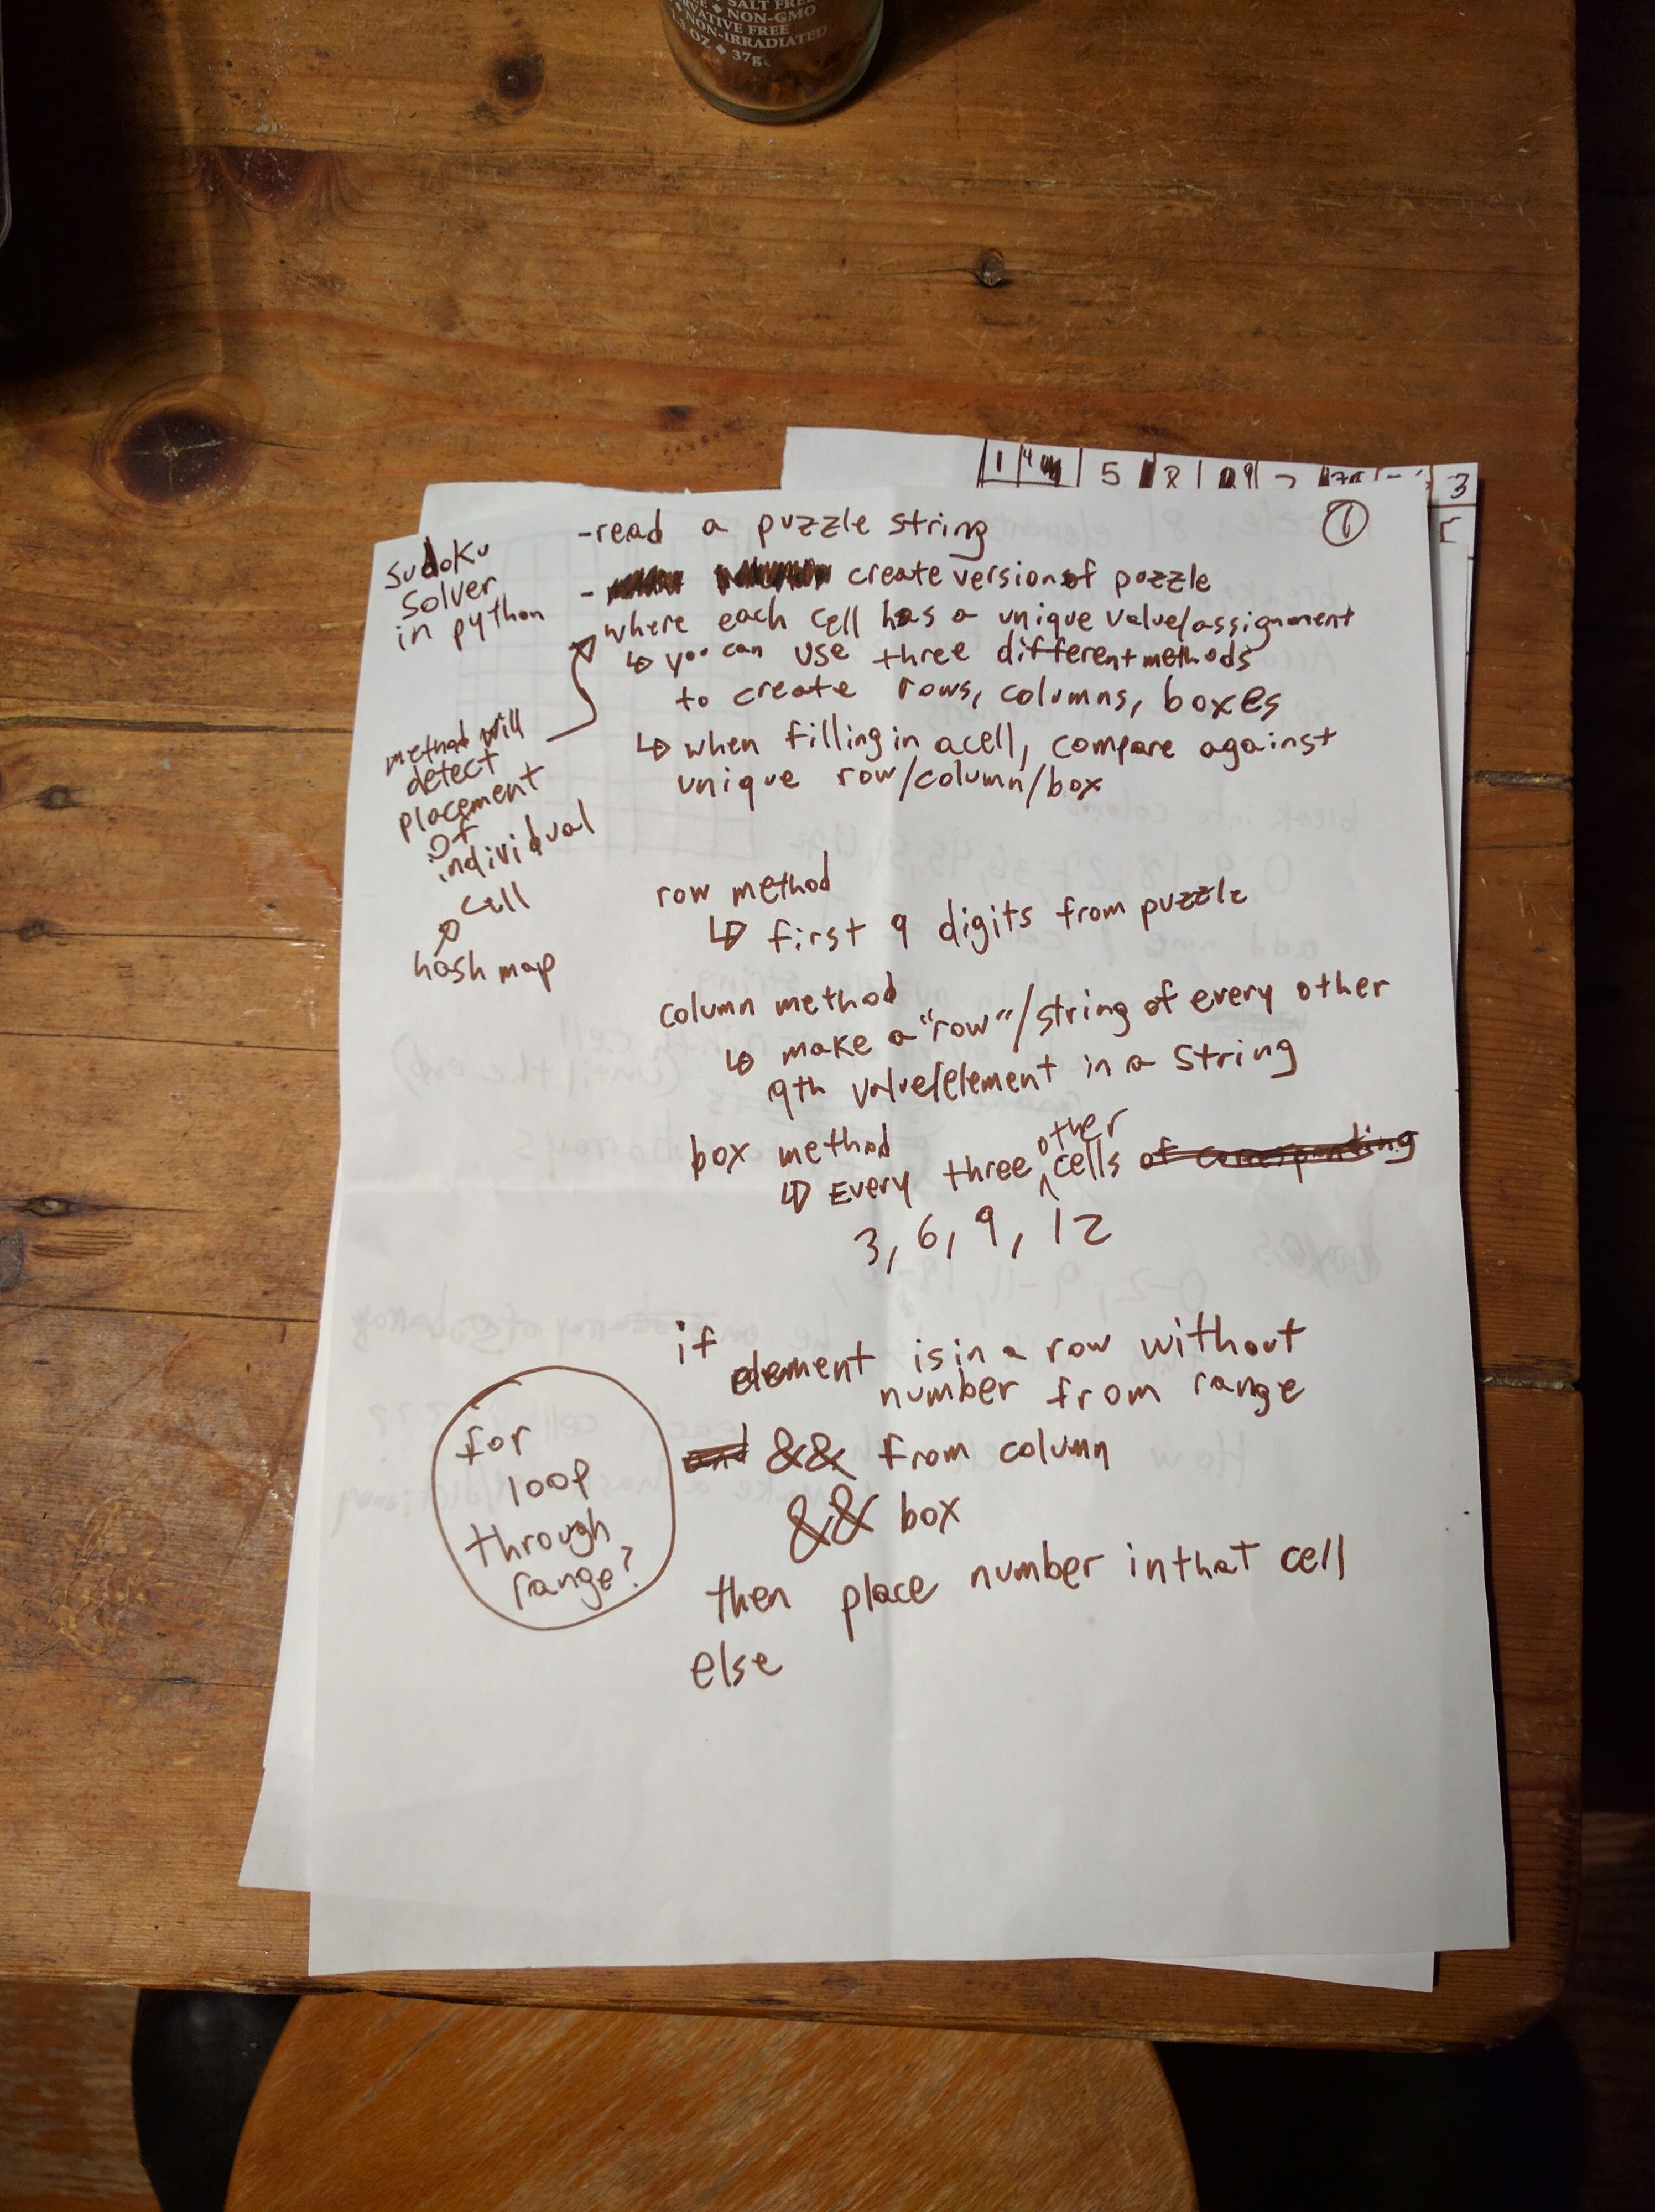 SALT FREE
NON-GMO
VATIVE FREE
NON-IRRADIATED
OZ ◆ 37g
1 5 8 9 3
①
Sudoku
Solver
in python
-read a puzzle string
- create version of puzzle
where each cell has a unique value/assignment
↳ you can use three different methods
to create rows, columns, boxes
↳ when filling in a cell, compare against
unique row/column/box
method will
detect
placement
of
individual
cell
hash map
row method
↳ first 9 digits from puzzle
column method
↳ make a "row"/string of every other
9th value/element in a string
box method
↳ Every three other cells of corresponding
3, 6, 9, 12
if element is in a row without
number from range
and && from column
&& box
then place number in that cell
else
for
loop
through
range?